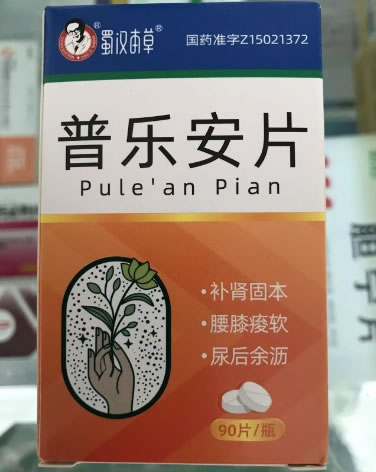 蜀汉本草®
国药准字Z15021372
普乐安片
Pule'an Pian
·补肾固本
·腰膝痠软
·尿后余沥
90片/瓶